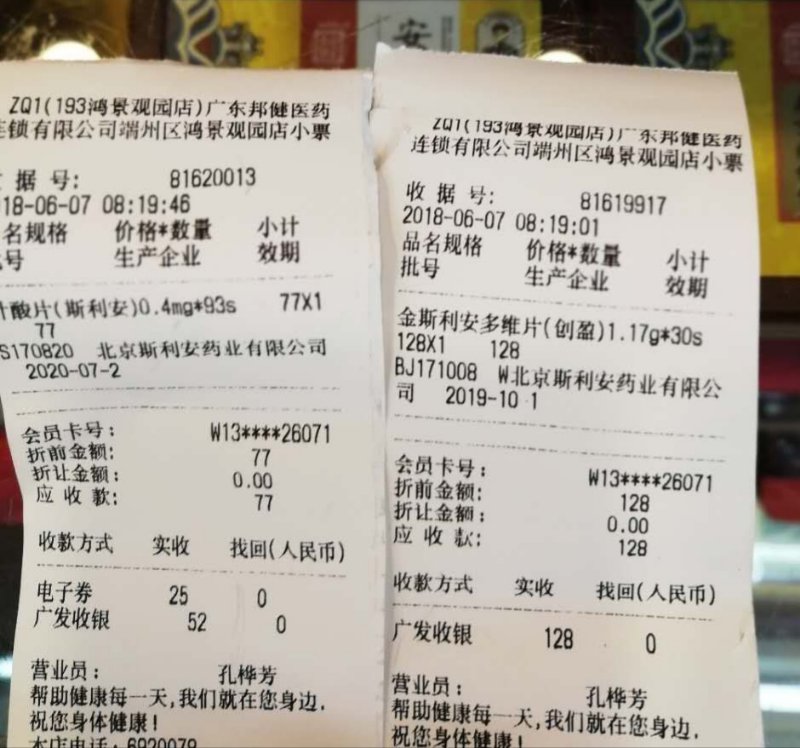 ZQ1(193鸿景观园店)广东邦健医药
连锁有限公司端州区鸿景观园店小票
据 号: 81620013
18-06-07 08:19:46
名规格 价格*数量 小计
号 生产企业 效期
酸片(斯利安)0.4mg*93s 77X1
77
S170820 北京斯利安药业有限公司
2020-07-2
会员卡号: W13****26071
折前金额: 77
折让金额: 0.00
应 收 款: 77
收款方式 实收 找回(人民币)
电子券 25 0
广发收银 52 0
营业员: 孔桦芳
帮助健康每一天,我们就在您身边,
祝您身体健康!
本店电话: 6920079
ZQ1(193鸿景观园店)广东邦健医药
连锁有限公司端州区鸿景观园店小票
收 据 号: 81619917
2018-06-07 08:19:01
品名规格 价格*数量 小计
批号 生产企业 效期
金斯利安多维片(创盈)1.17g*30s
128X1 128
BJ171008 W北京斯利安药业有限公
司 2019-10 1
会员卡号: W13****26071
折前金额: 128
折让金额: 0.00
应 收 款: 128
收款方式 实收 找回(人民币)
广发收银 128 0
营业员: 孔桦芳
帮助健康每一天,我们就在您身边,
祝您身体健康!
安